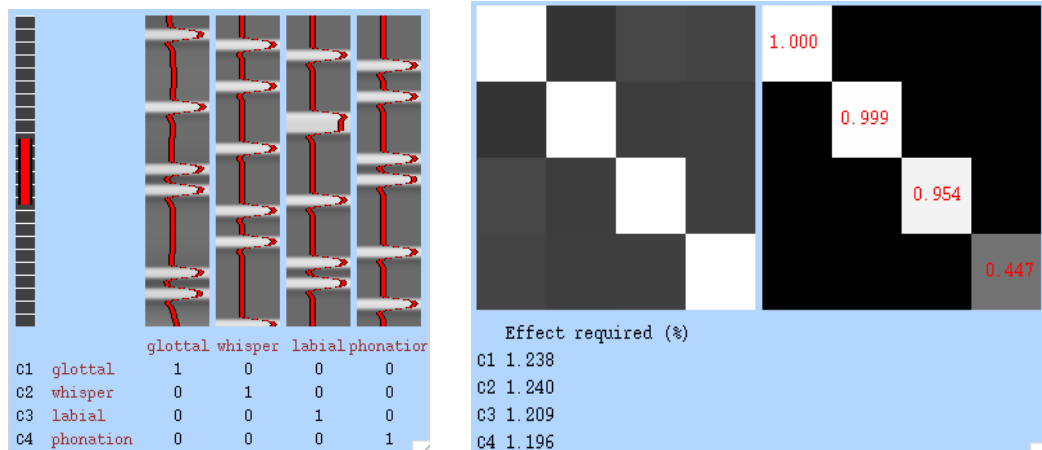 glottal whisper labial phonation
c1 glottal 1 0 0 0
c2 whisper 0 1 0 0
c3 labial 0 0 1 0
c4 phonation 0 0 0 1
1.000
0.999
0.954
0.447
Effect required (%)
c1 1.238
c2 1.240
c3 1.209
c4 1.196